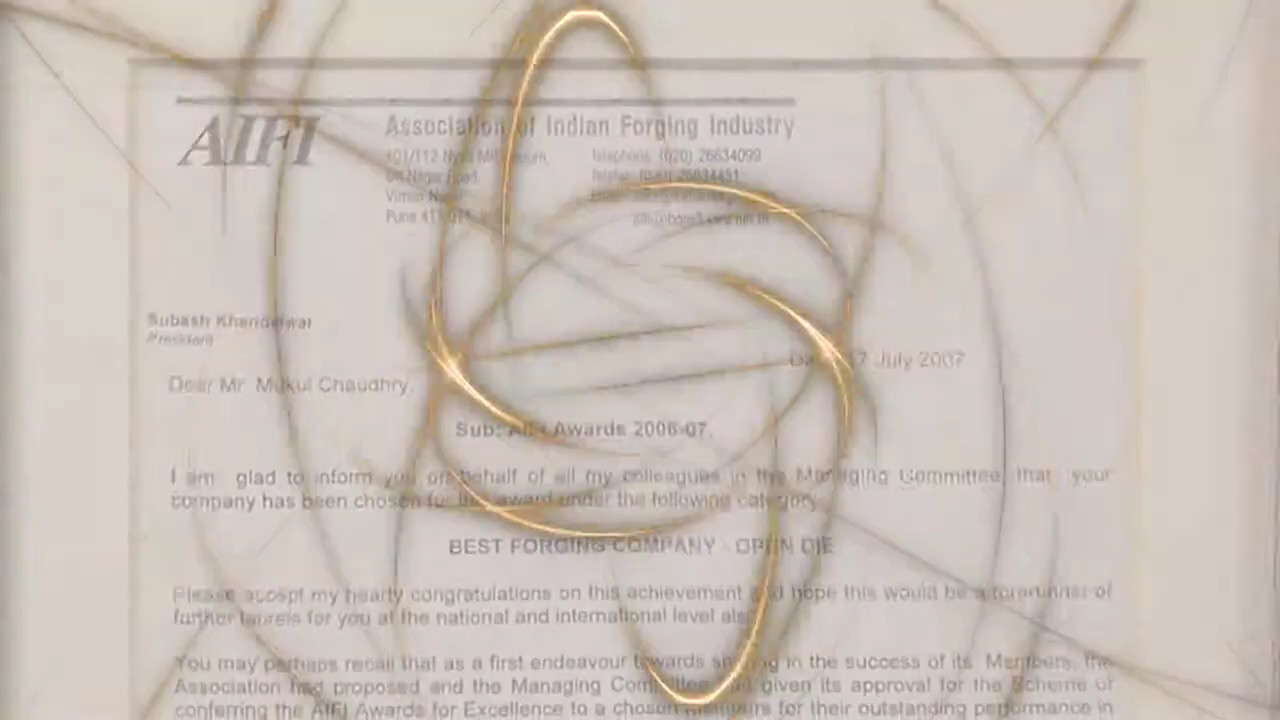 AIFI
Association of Indian Forging Industry
Telephone: (020) 26634099
Pune
Subash Khandelwal
President
7 July 2007
Dear Mr. Mukul Chaudhry,
Sub: AIFI Awards 2006-07.
I am glad to inform you on behalf of all my colleagues in the Managing Committee, that your
company has been chosen for the award under the following category:
BEST FORGING COMPANY - OPEN DIE
Please accept my hearty congratulations on this achievement and hope this would be a forerunner of
further laurels for you at the national and international level
You may perhaps recall that as a first endeavour towards sharing in the success of its Members, the
Association had proposed and the Managing Committee had given its approval for the Scheme of
conferring the AIFI Awards for Excellence to a chosen members for their outstanding performance in